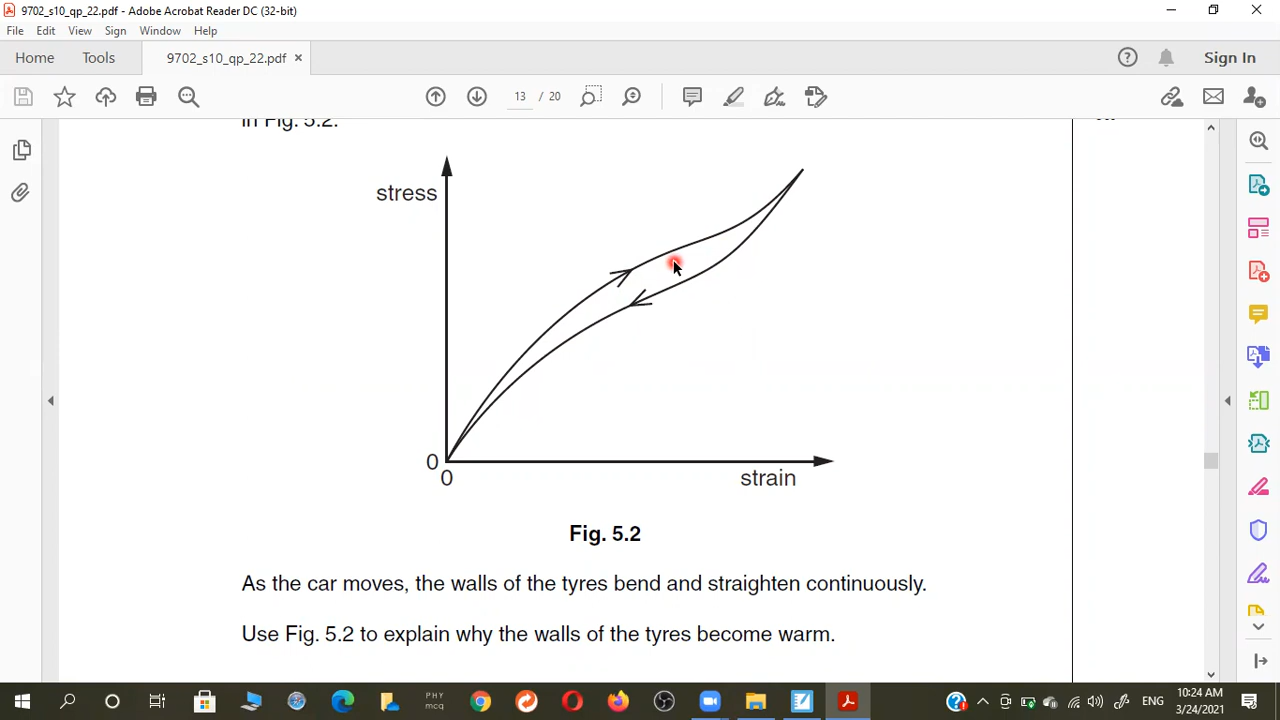 9702_s10_qp_22.pdf - Adobe Acrobat Reader DC (32-bit)
File Edit View Sign Window Help
Home Tools 9702_s10_qp_22.pdf × Sign In
13 / 20
in Fig. 5.2.
stress
0
0
strain
Fig. 5.2
As the car moves, the walls of the tyres bend and straighten continuously.
Use Fig. 5.2 to explain why the walls of the tyres become warm.
PHY
mcq
ENG
10:24 AM
3/24/2021